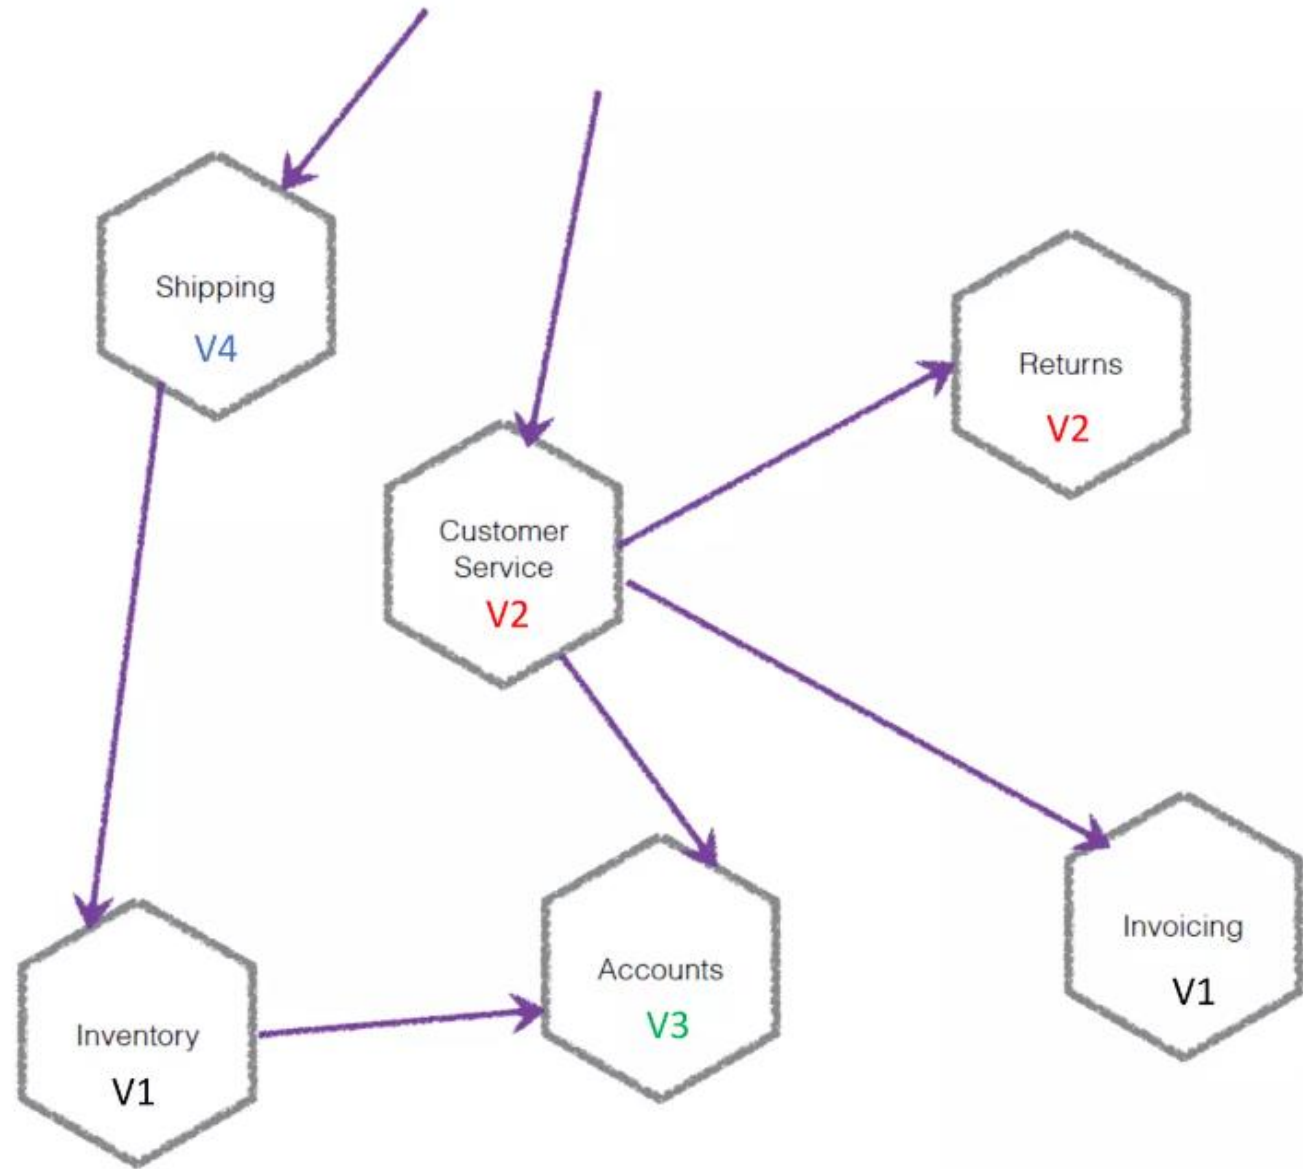 Shipping
V4
Returns
V2
Customer
Service
V2
Invoicing
V1
Accounts
V3
Inventory
V1